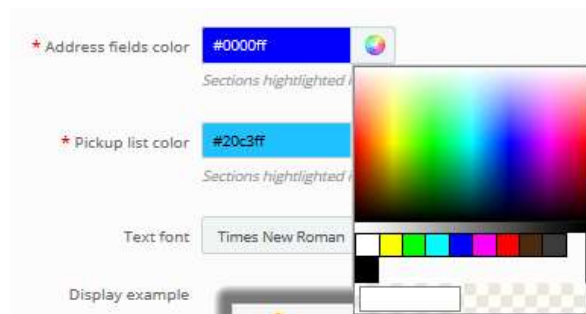 * Address fields color #0000ff
Sections hightlighted
* Pickup list color #20c3ff
Sections hightlighted
Text font Times New Roman
Display example